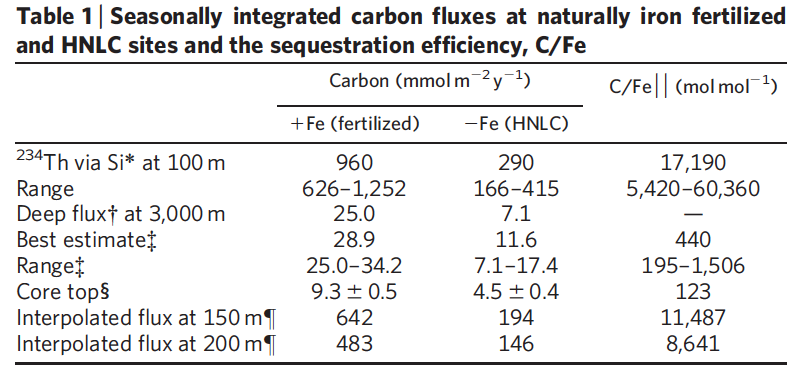 Table 1 | Seasonally integrated carbon fluxes at naturally iron fertilized
and HNLC sites and the sequestration efficiency, C/Fe
Carbon (mmol m⁻² y⁻¹) C/Fe|| (mol mol⁻¹)
+Fe (fertilized) −Fe (HNLC)
²³⁴Th via Si* at 100 m 960 290 17,190
Range 626–1,252 166–415 5,420–60,360
Deep flux† at 3,000 m 25.0 7.1 —
Best estimate‡ 28.9 11.6 440
Range‡ 25.0–34.2 7.1–17.4 195–1,506
Core top§ 9.3 ± 0.5 4.5 ± 0.4 123
Interpolated flux at 150 m¶ 642 194 11,487
Interpolated flux at 200 m¶ 483 146 8,641